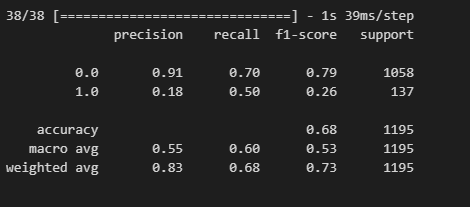 38/38 [==============================] - 1s 39ms/step
precision recall f1-score support
0.0 0.91 0.70 0.79 1058
1.0 0.18 0.50 0.26 137
accuracy 0.68 1195
macro avg 0.55 0.60 0.53 1195
weighted avg 0.83 0.68 0.73 1195